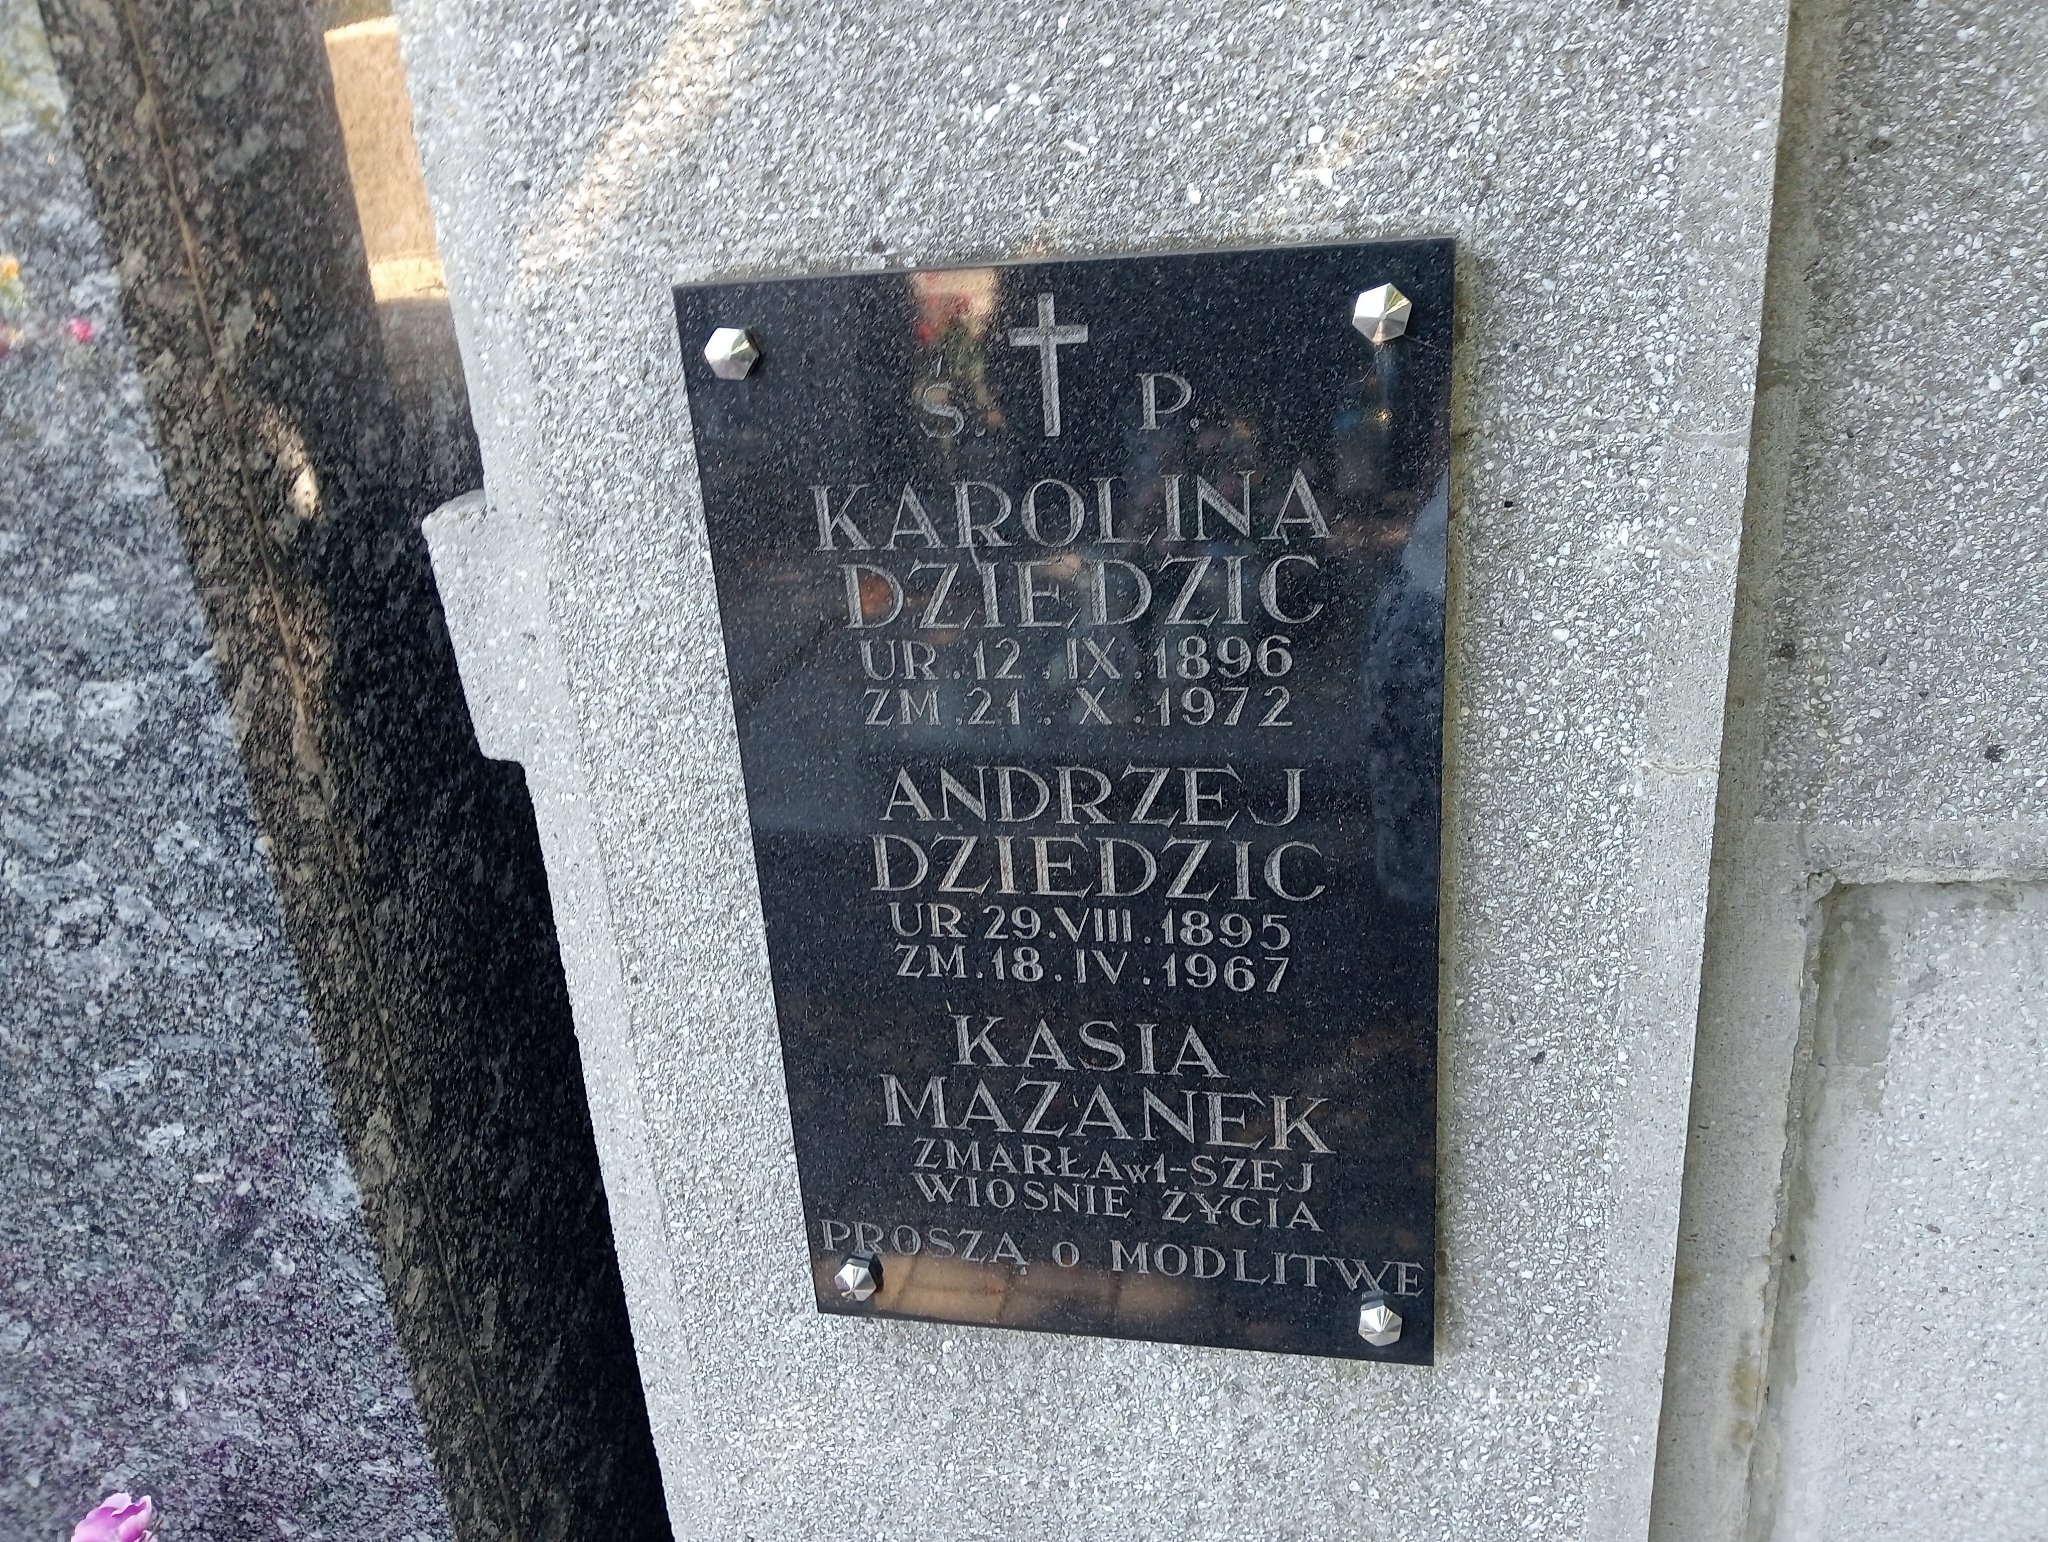 Ś. P.
KAROLINA
DZIEDZIC
UR. 12. IX. 1896
ZM. 21. X. 1972
ANDRZEJ
DZIEDZIC
UR 29. VIII. 1895
ZM. 18. IV. 1967
KASIA
MAZANEK
ZMARŁA w 1-SZEJ
WIOSNIE ŻYCIA
PROSZĄ O MODLITWĘ